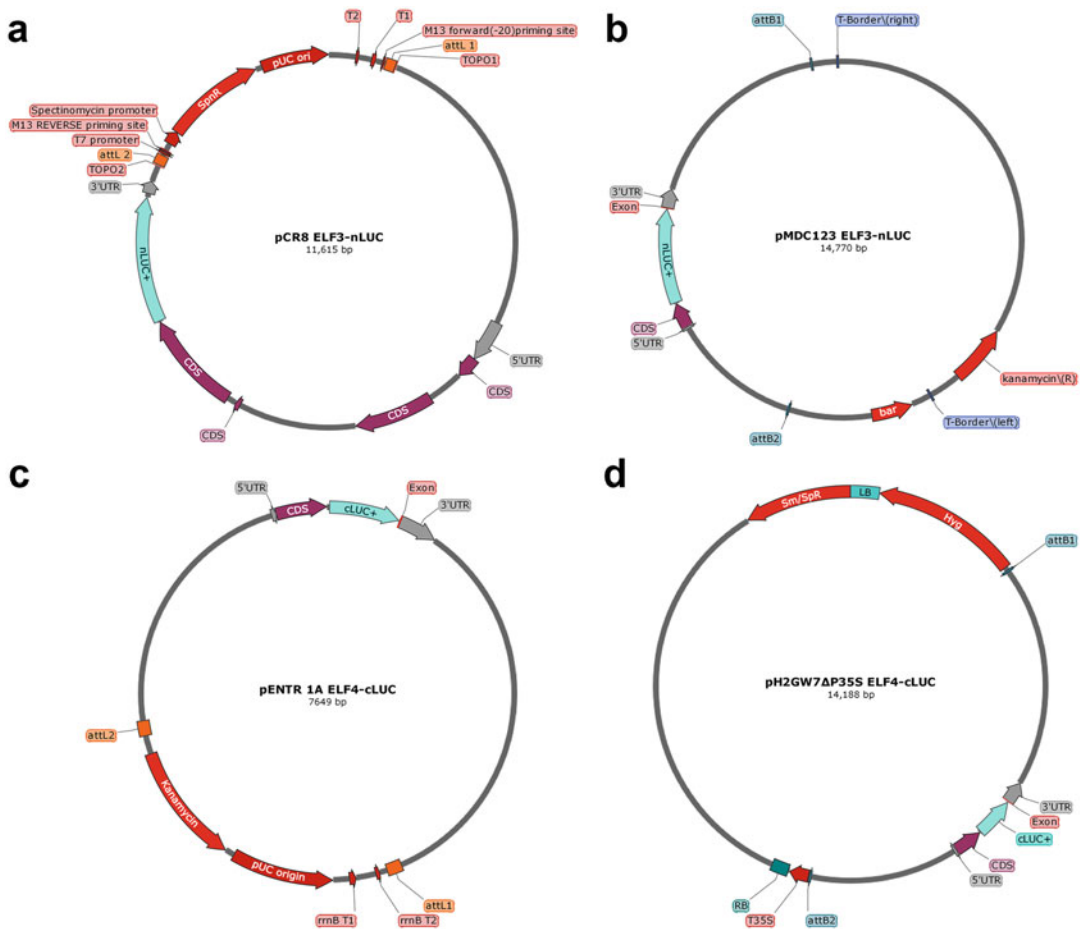 a
T2
T1
M13 forward(-20)priming site
attL 1
TOPO1
pUC ori
SpnR
Spectinomycin promoter
M13 REVERSE priming site
T7 promoter
attL 2
TOPO2
3'UTR
nLUC+
pCR8 ELF3-nLUC
11,615 bp
5'UTR
CDS
CDS
CDS
CDS
b
attB1
T-Border\(right)
3'UTR
Exon
nLUC+
pMDC123 ELF3-nLUC
14,770 bp
CDS
5'UTR
kanamycin\(R)
bar
T-Border\(left)
attB2
c
5'UTR
CDS
cLUC+
Exon
3'UTR
pENTR 1A ELF4-cLUC
7649 bp
attL2
Kanamycin
pUC origin
attL1
rrnB T1
rrnB T2
d
Sm/SpR
LB
Hyg
attB1
pH2GW7ΔP35S ELF4-cLUC
14,188 bp
3'UTR
Exon
cLUC+
CDS
5'UTR
RB
T35S
attB2